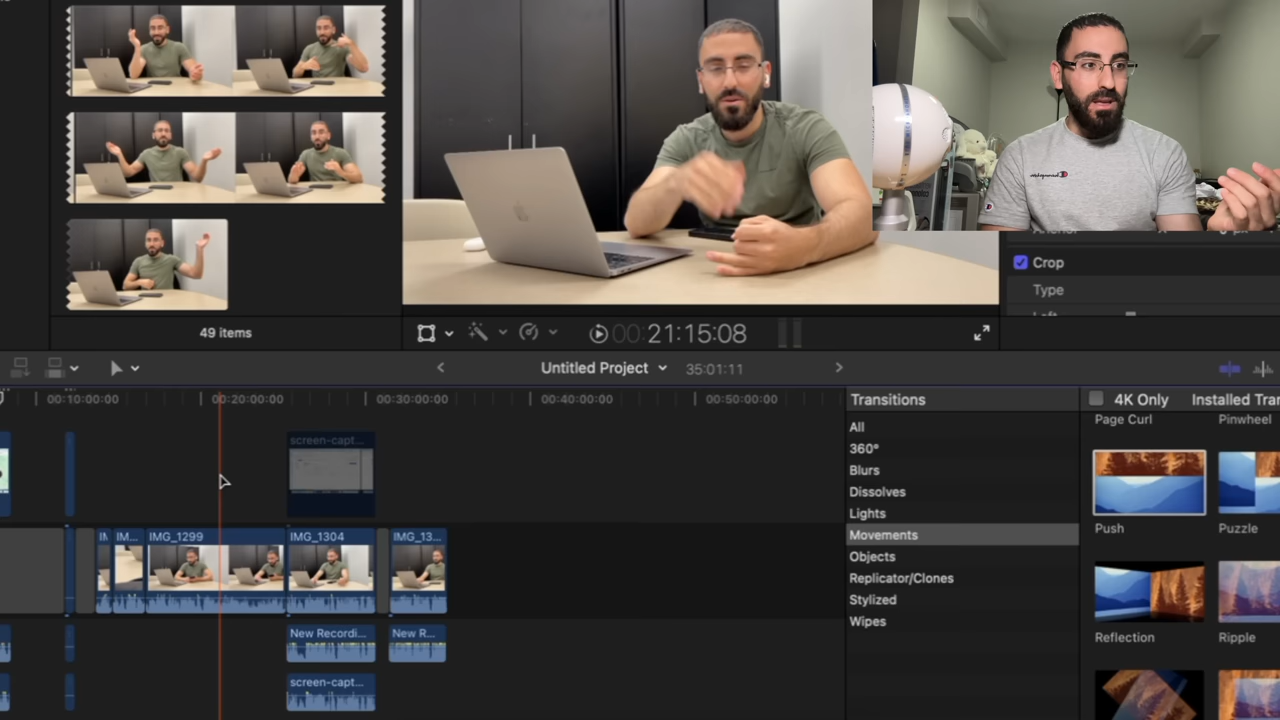 Crop
Type
49 items
00:21:15:08
Untitled Project
35:01:11
00:10:00:00
00:20:00:00
00:30:00:00
00:40:00:00
00:50:00:00
Transitions
4K Only
All
360°
Blurs
Dissolves
Lights
Movements
Objects
Replicator/Clones
Stylized
Wipes
Page Curl
Pinwheel
Push
Puzzle
Reflection
Ripple
screen-capt...
IM...
IMG_1299
IMG_1304
IMG_13...
New Recordi...
New R...
screen-capt...